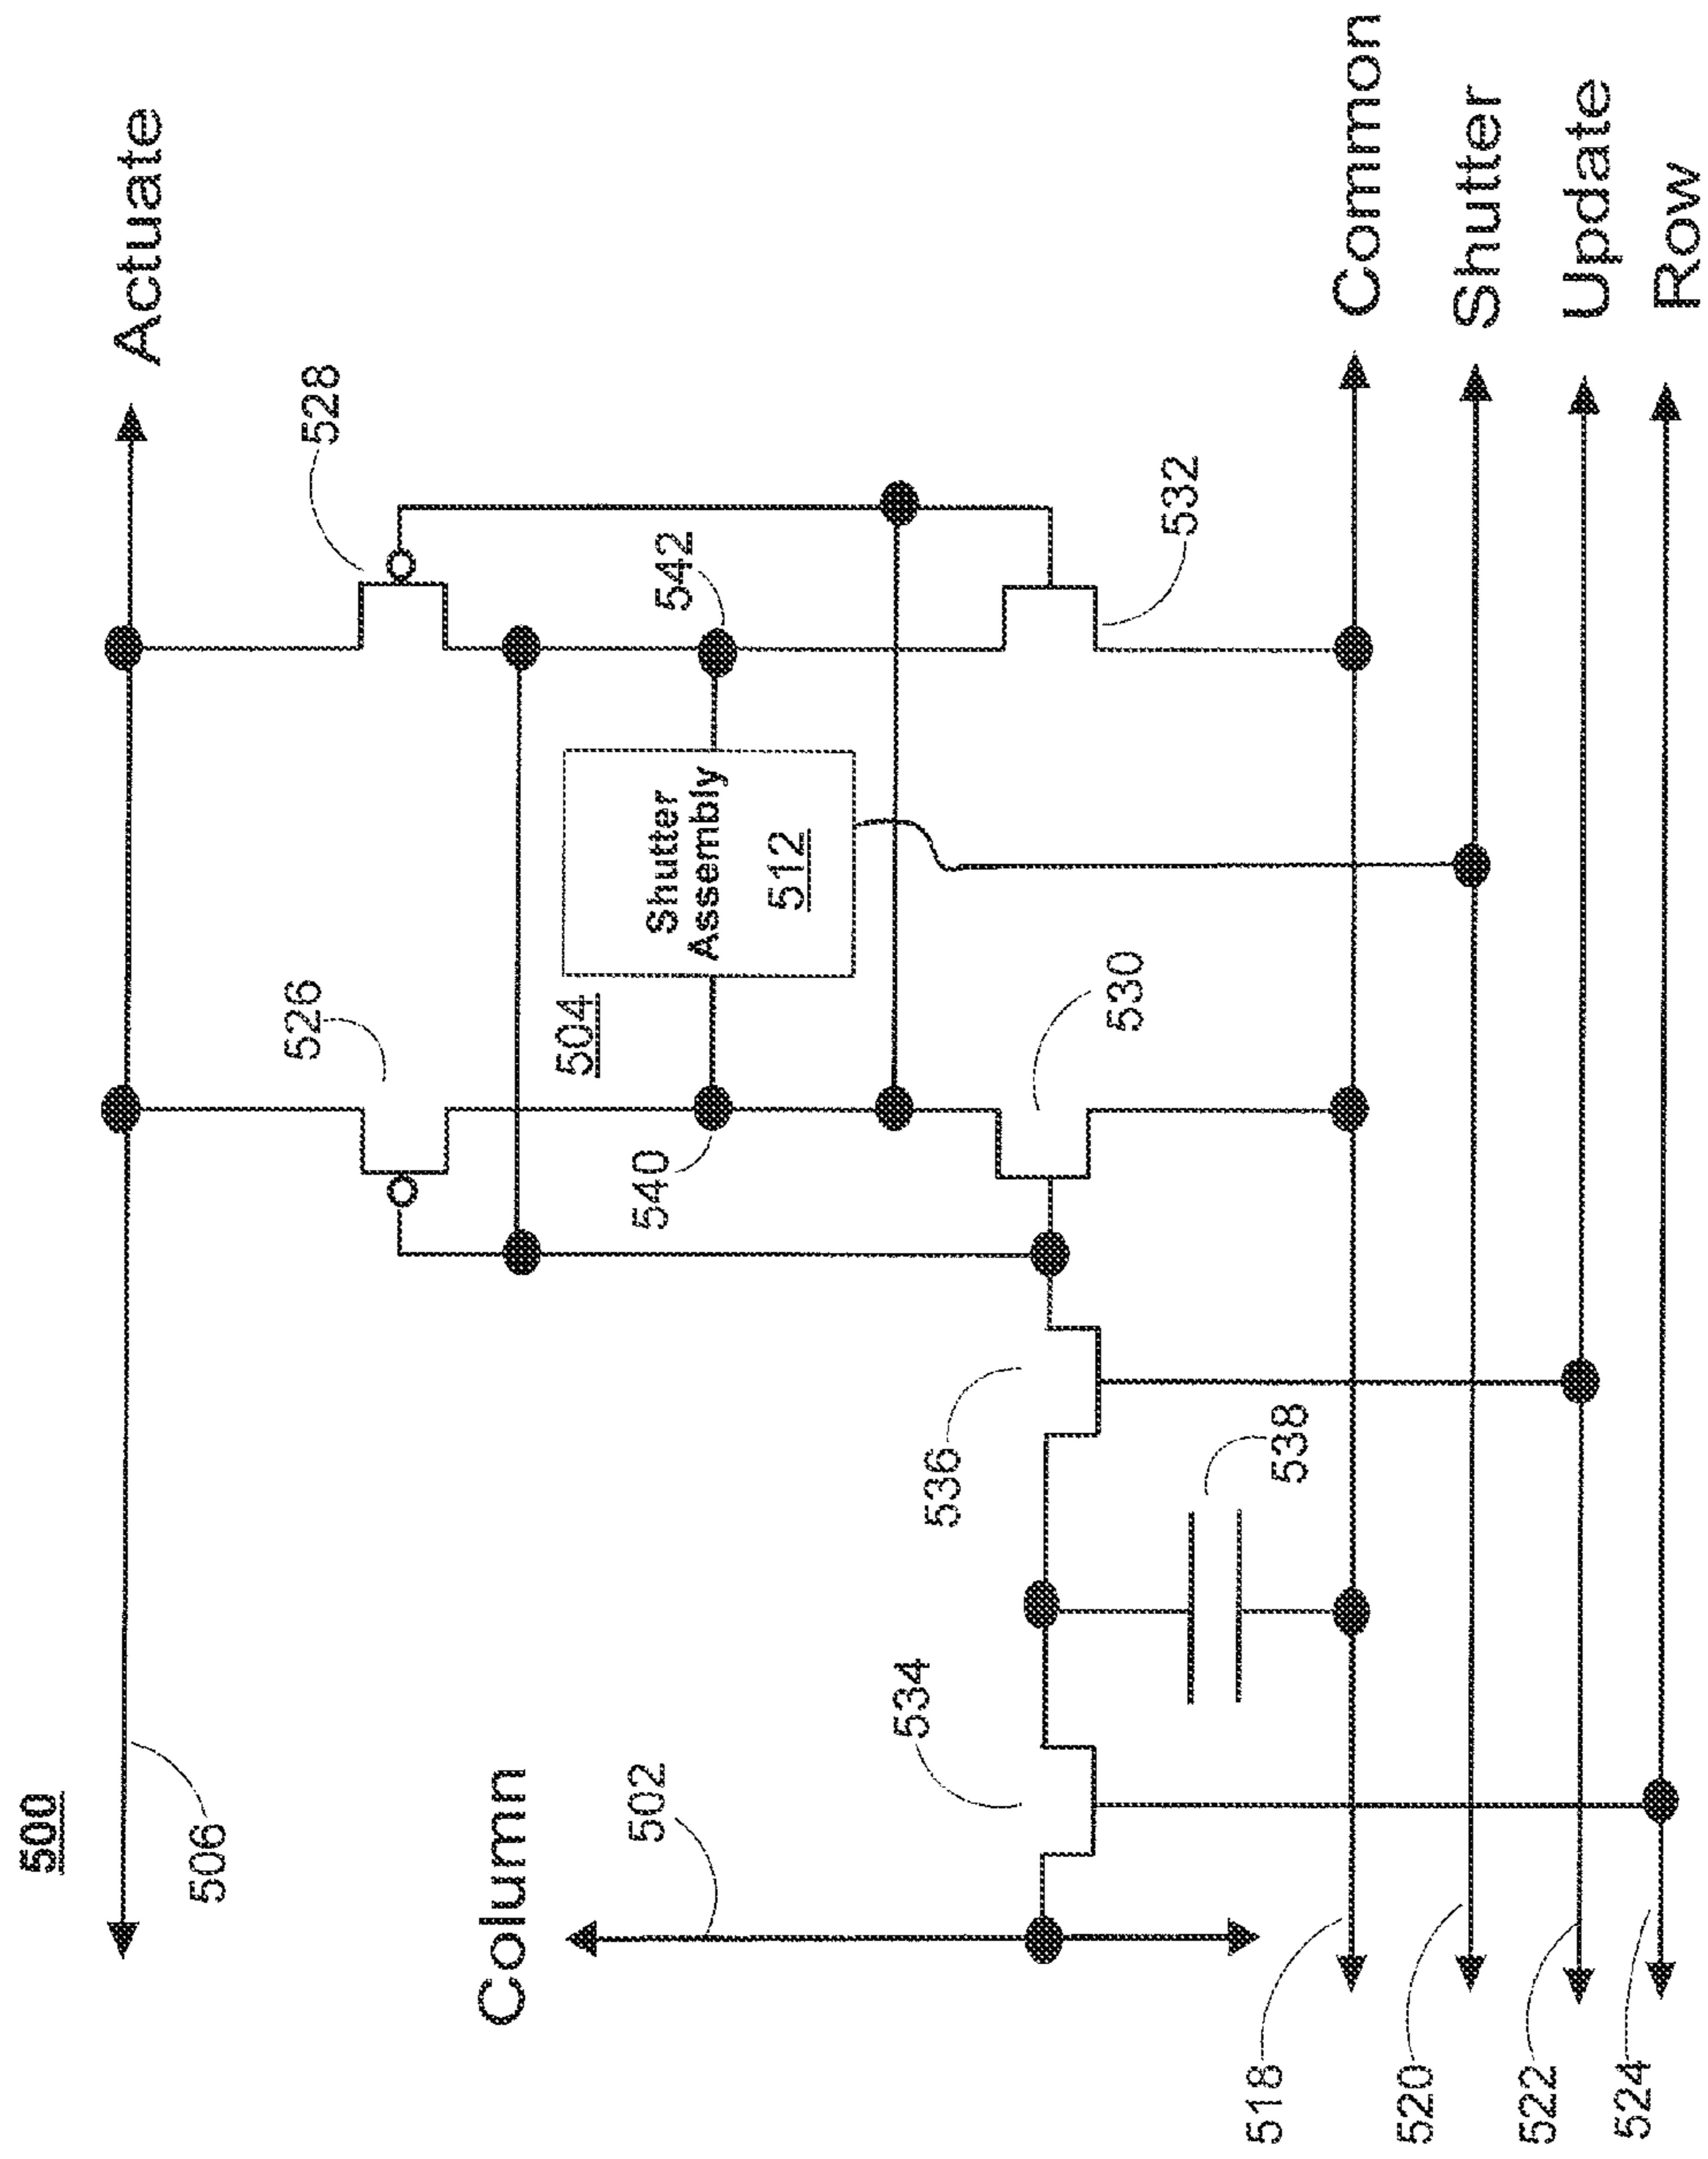 500
506
Actuate
526
528
Column
502
504
Shutter
Assembly
512
540
542
534
536
530
532
538
518
Common
520
Shutter
522
Update
524
Row